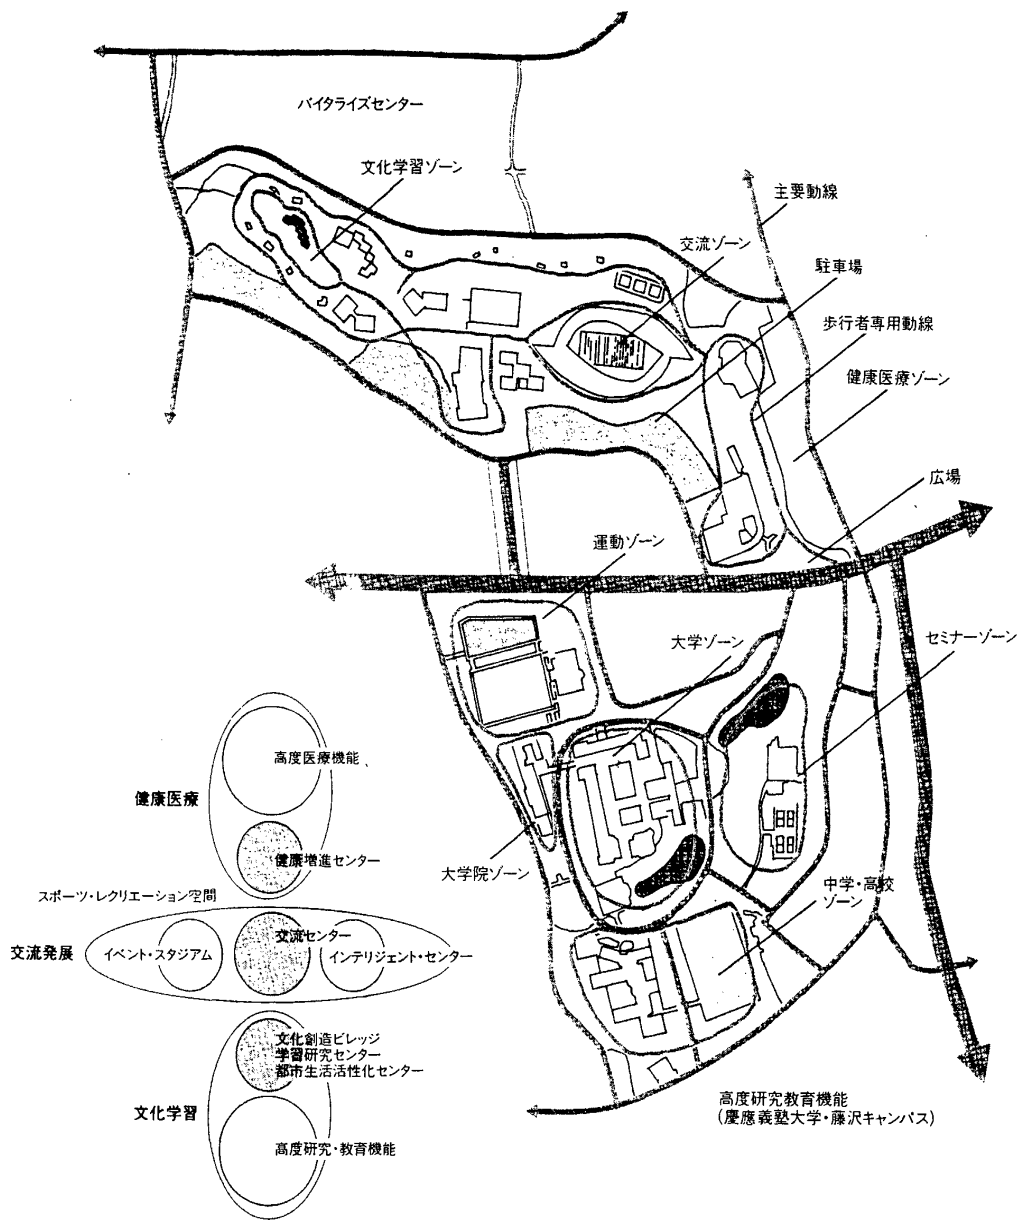 バイタライズセンター
文化学習ゾーン
主要動線
交流ゾーン
駐車場
歩行者専用動線
健康医療ゾーン
広場
運動ゾーン
大学ゾーン
セミナーゾーン
大学院ゾーン
中学・高校
ゾーン
高度医療機能
健康医療
健康増進センター
スポーツ・レクリエーション空間
交流センター
交流発展
イベント・スタジアム
インテリジェント・センター
文化創造ビレッジ
学習研究センター
都市生活活性化センター
文化学習
高度研究・教育機能
高度研究教育機能
(慶應義塾大学・藤沢キャンパス)